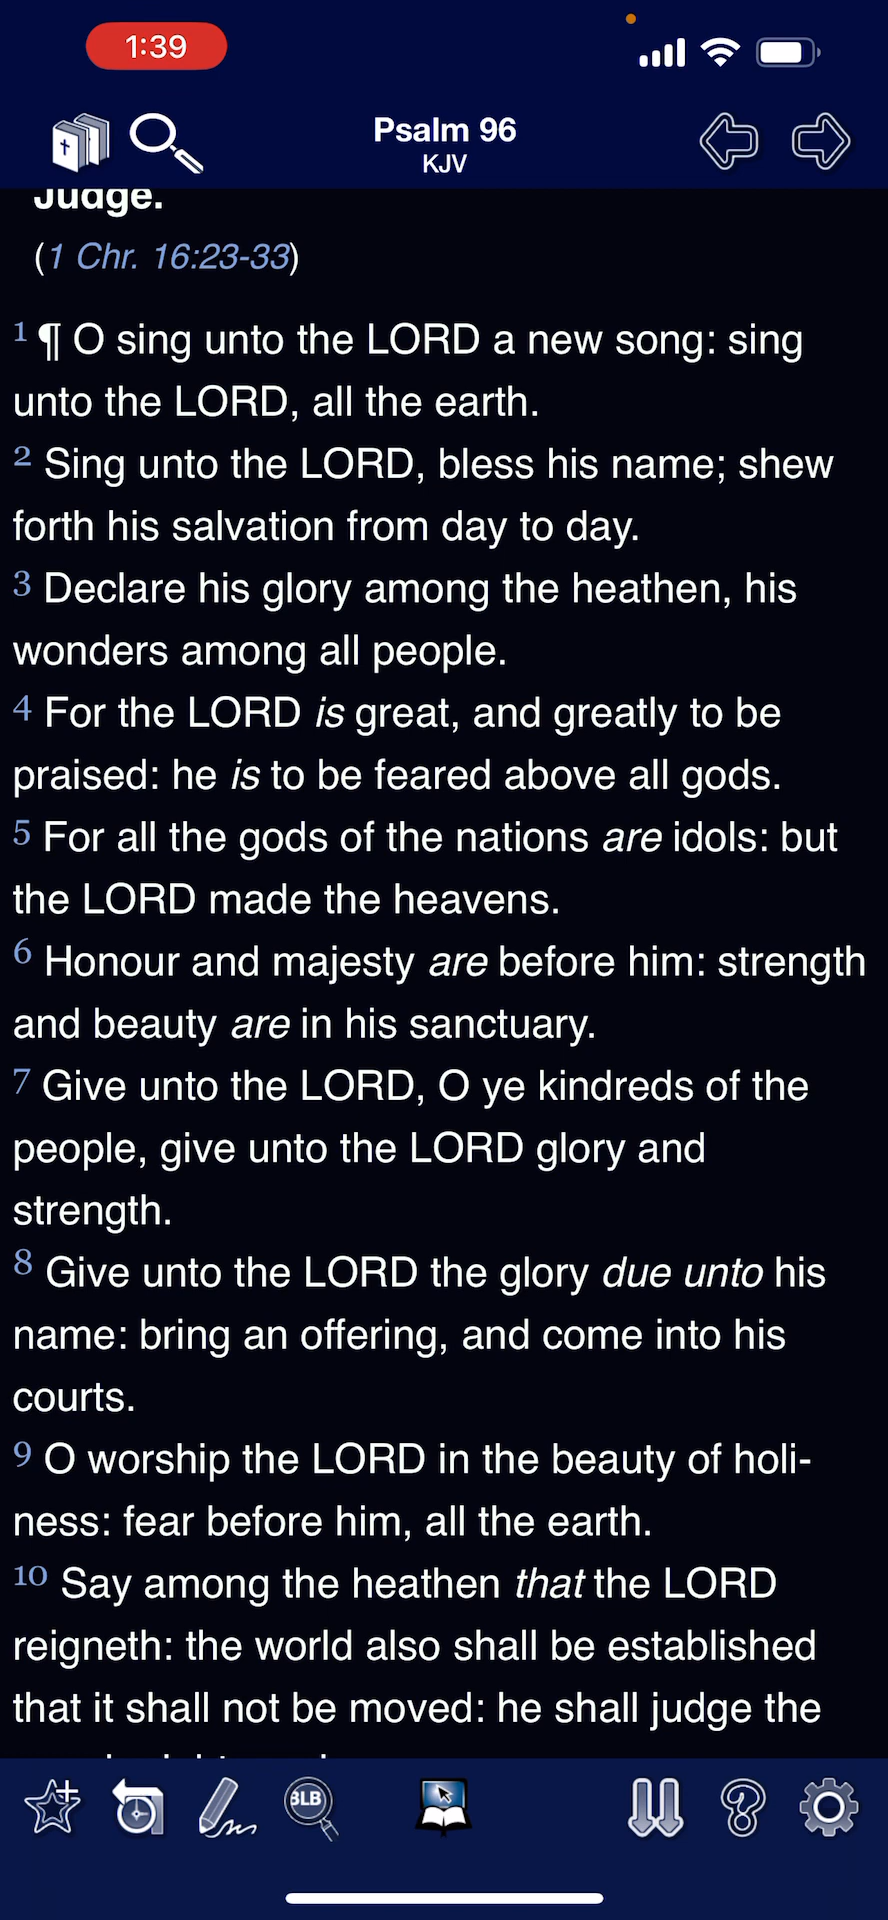 1:39
Psalm 96
KJV
Judge.
(1 Chr. 16:23-33)
1 ¶ O sing unto the LORD a new song: sing
unto the LORD, all the earth.
2 Sing unto the LORD, bless his name; shew
forth his salvation from day to day.
3 Declare his glory among the heathen, his
wonders among all people.
4 For the LORD is great, and greatly to be
praised: he is to be feared above all gods.
5 For all the gods of the nations are idols: but
the LORD made the heavens.
6 Honour and majesty are before him: strength
and beauty are in his sanctuary.
7 Give unto the LORD, O ye kindreds of the
people, give unto the LORD glory and
strength.
8 Give unto the LORD the glory due unto his
name: bring an offering, and come into his
courts.
9 O worship the LORD in the beauty of holi-
ness: fear before him, all the earth.
10 Say among the heathen that the LORD
reigneth: the world also shall be established
that it shall not be moved: he shall judge the
BLB